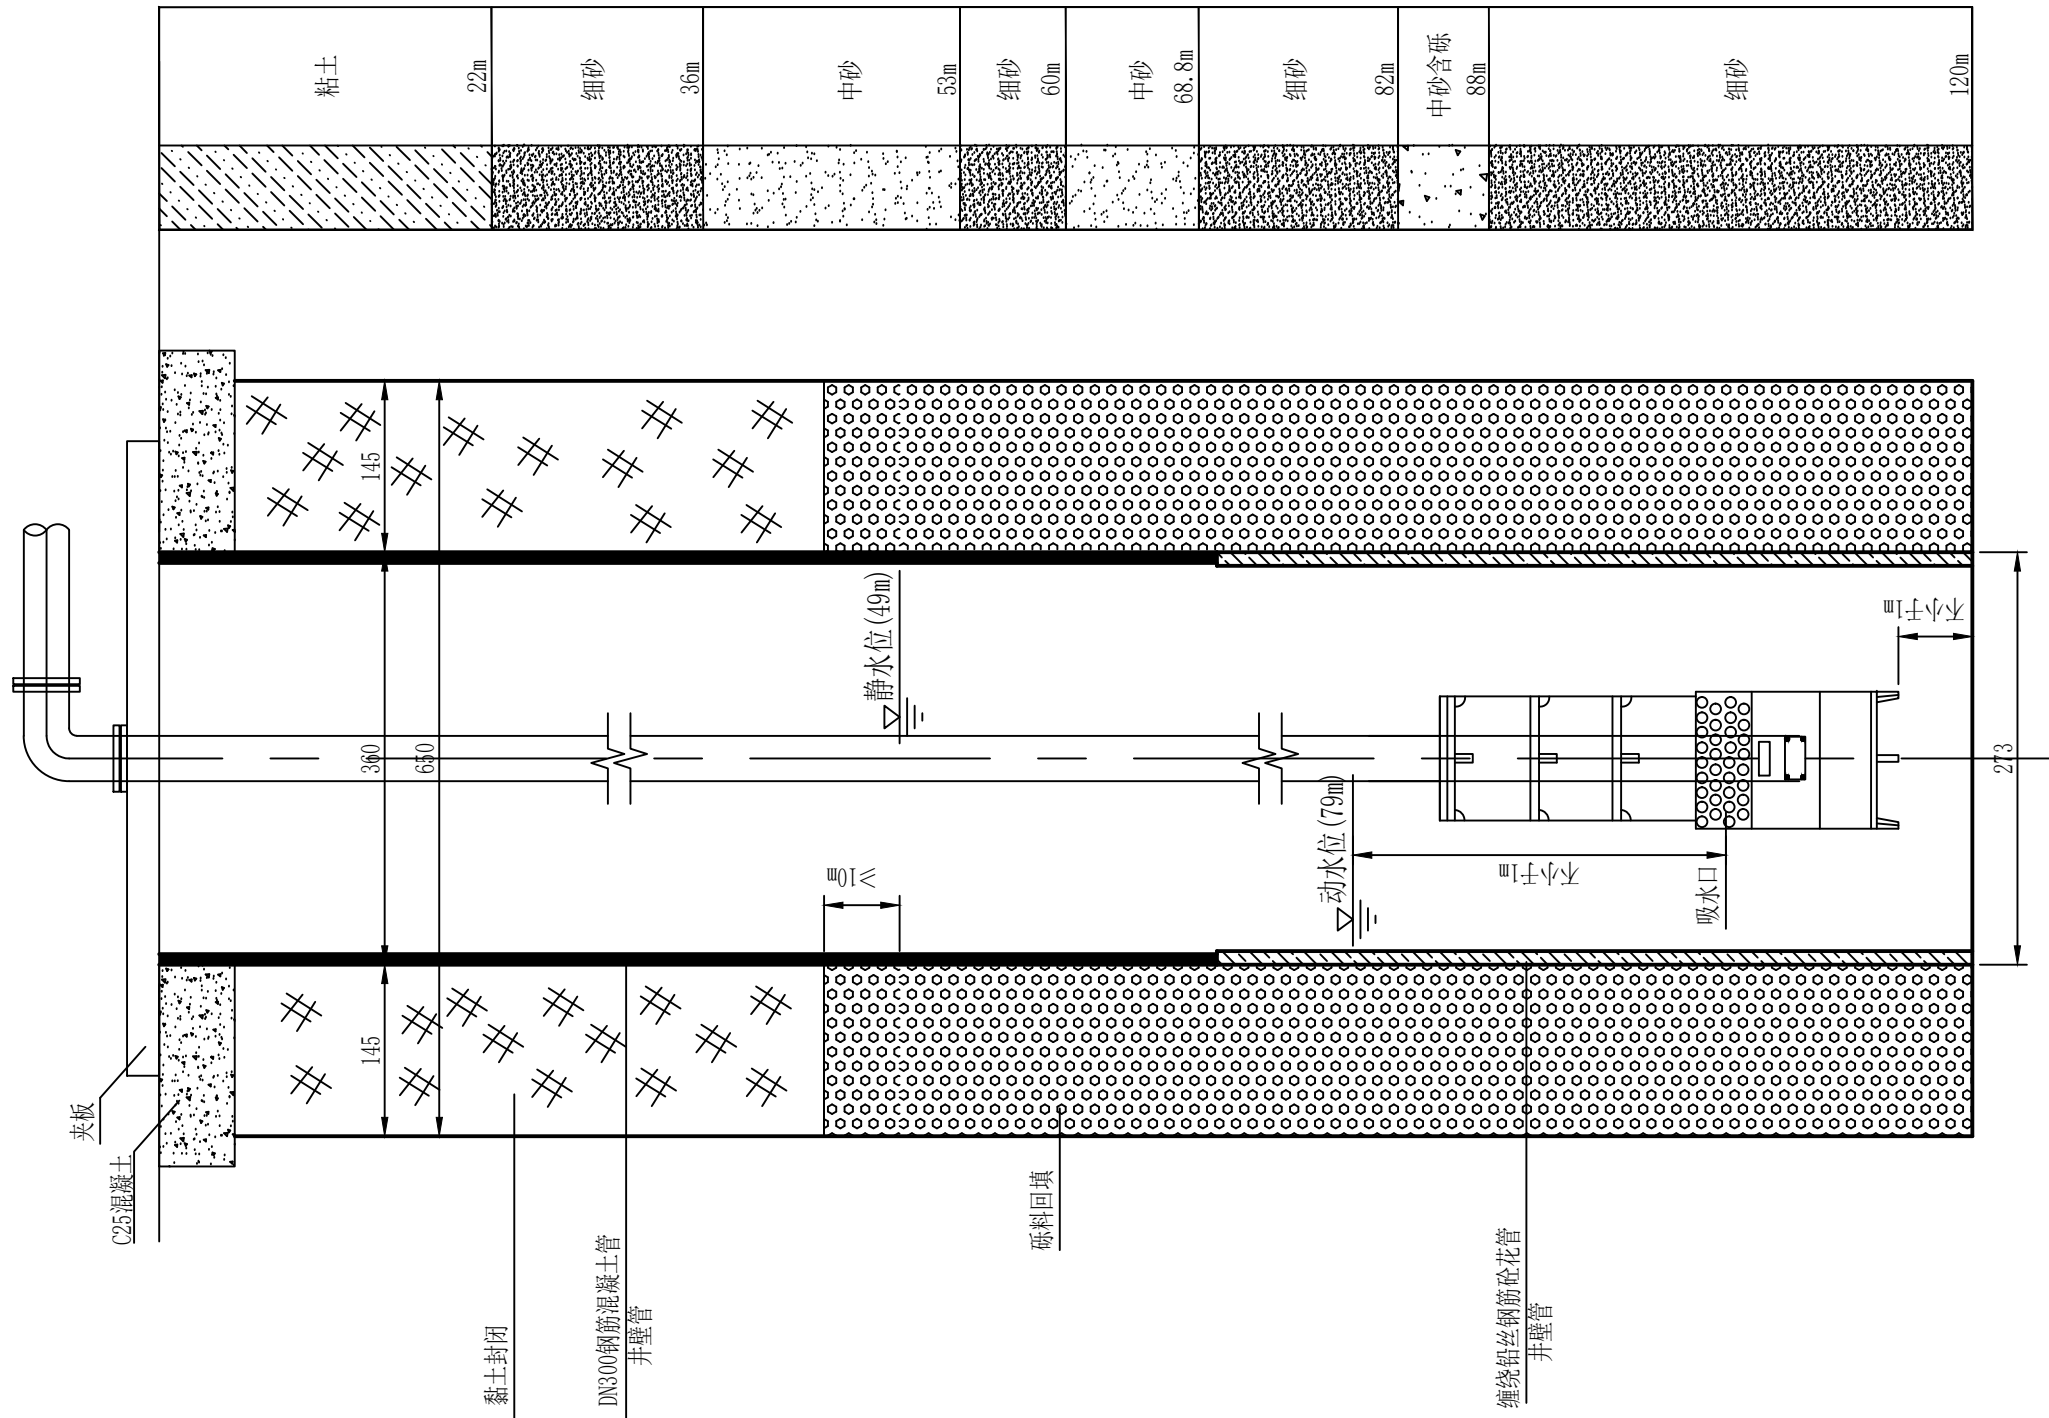 粘土
22m
细砂
36m
中砂
53m
细砂
60m
中砂
68.8m
细砂
82m
中砂含砾
88m
细砂
120m
145
360
650
145
静水位(49m)
≥10m
动水位(79m)
不小于1m
吸水口
不小于1m
273
夹板
C25混凝土
黏土封闭
DN300钢筋混凝土管
井壁管
砾料回填
缠绕铅丝钢筋砼花管
井壁管